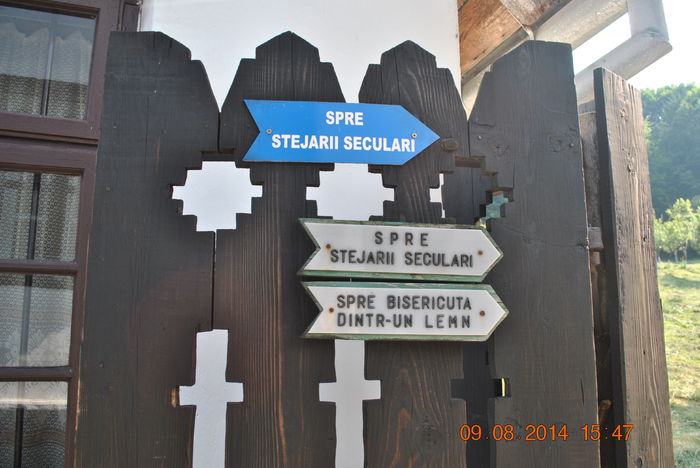 SPRE
STEJARII SECULARI
SPRE
STEJARII SECULARI
SPRE BISERICUTA
DINTR-UN LEMN
09.08.2014 15:47